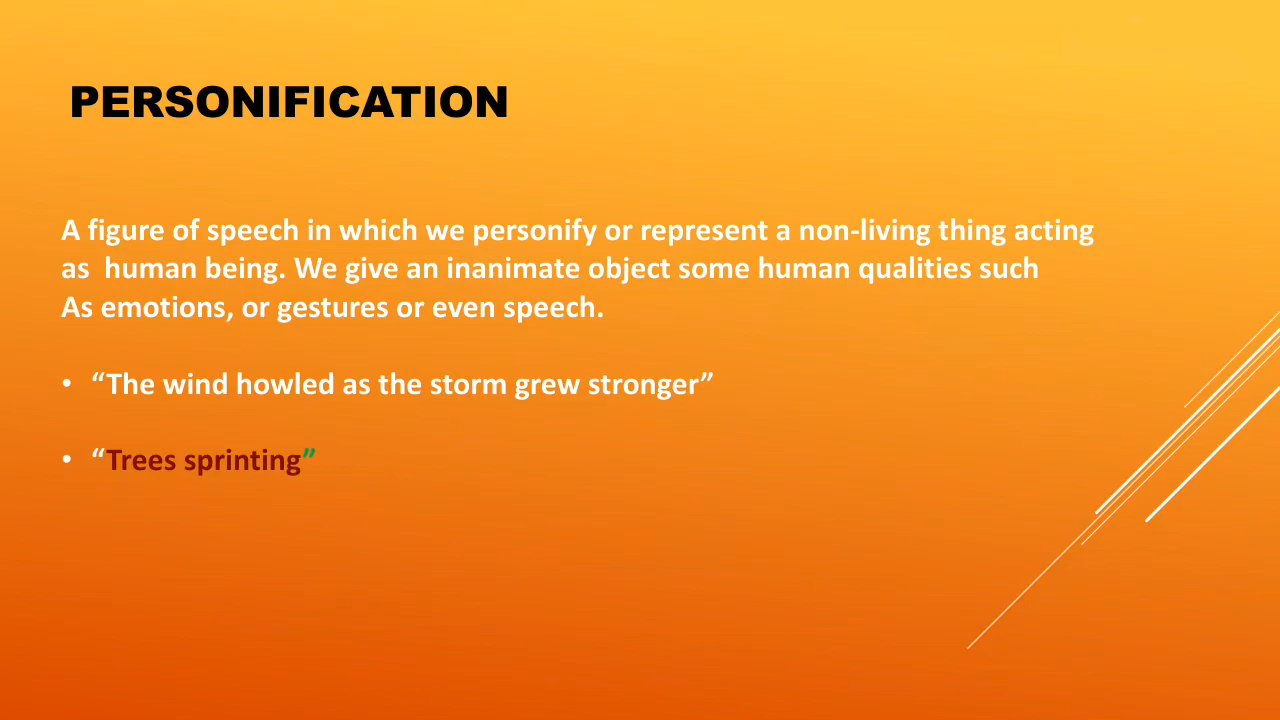 PERSONIFICATION
A figure of speech in which we personify or represent a non-living thing acting
as  human being. We give an inanimate object some human qualities such
As emotions, or gestures or even speech.
• “The wind howled as the storm grew stronger”
• “Trees sprinting”